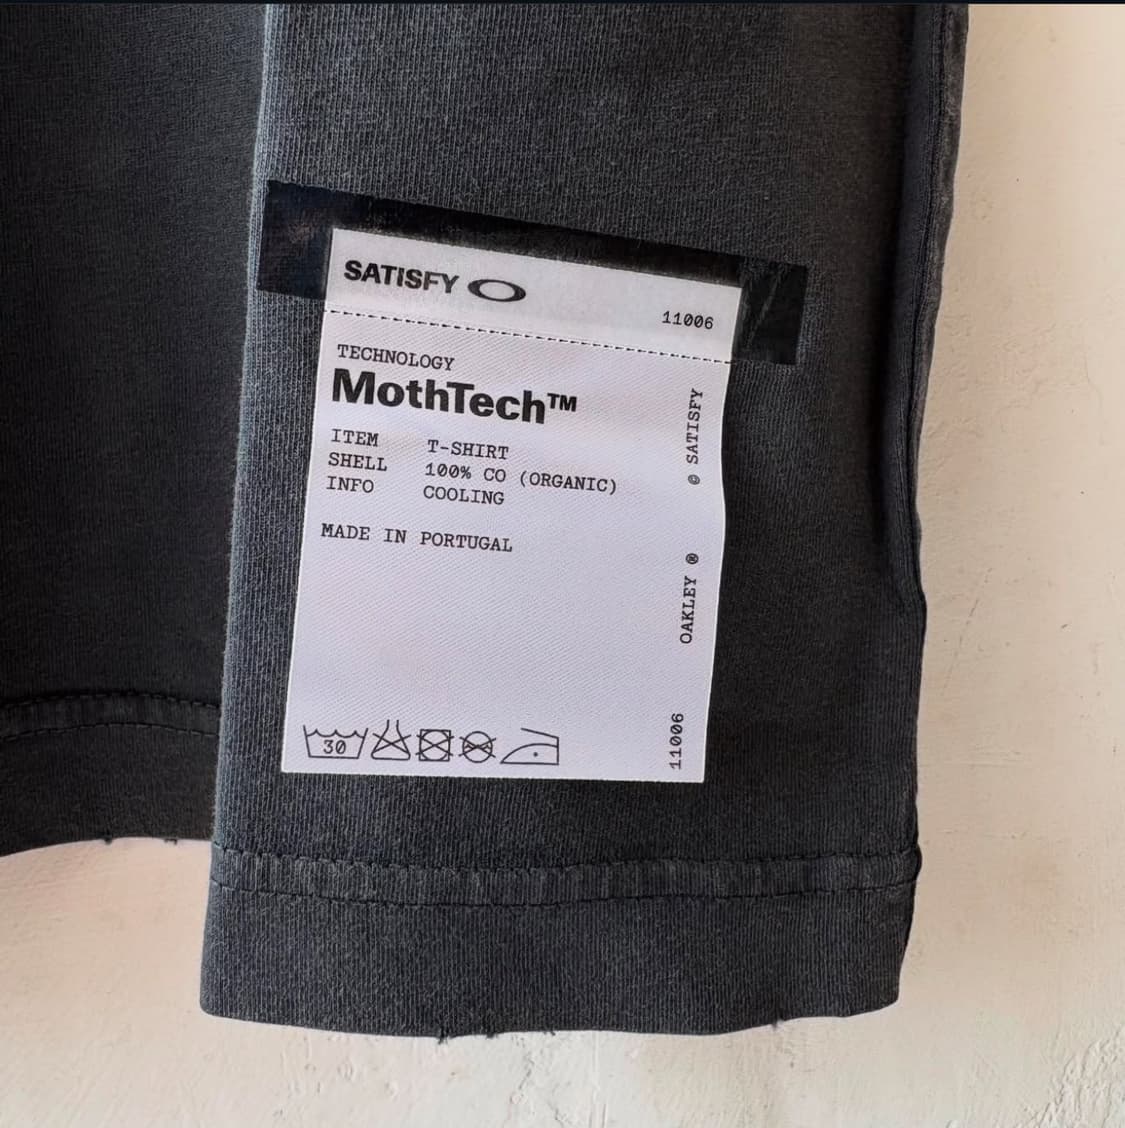 SATISFY
11006
TECHNOLOGY
MothTech™
ITEM T-SHIRT
SHELL 100% CO (ORGANIC)
INFO COOLING
MADE IN PORTUGAL
30
© SATISFY
OAKLEY ®
11006